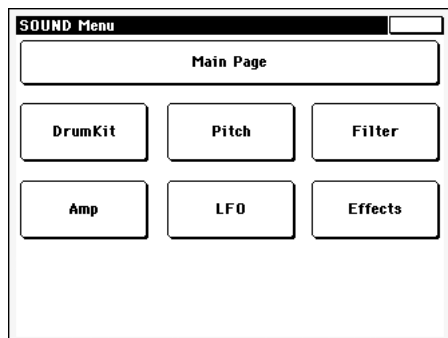 SOUND Menu
Main Page
DrumKit Pitch Filter
Amp LFO Effects